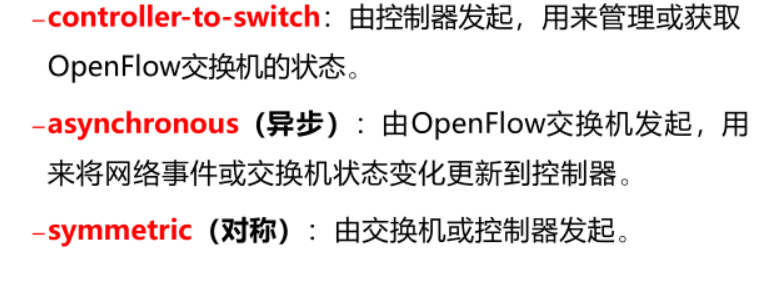 –controller-to-switch：由控制器发起，用来管理或获取
OpenFlow交换机的状态。
–asynchronous（异步）：由OpenFlow交换机发起，用
来将网络事件或交换机状态变化更新到控制器。
–symmetric（对称）：由交换机或控制器发起。